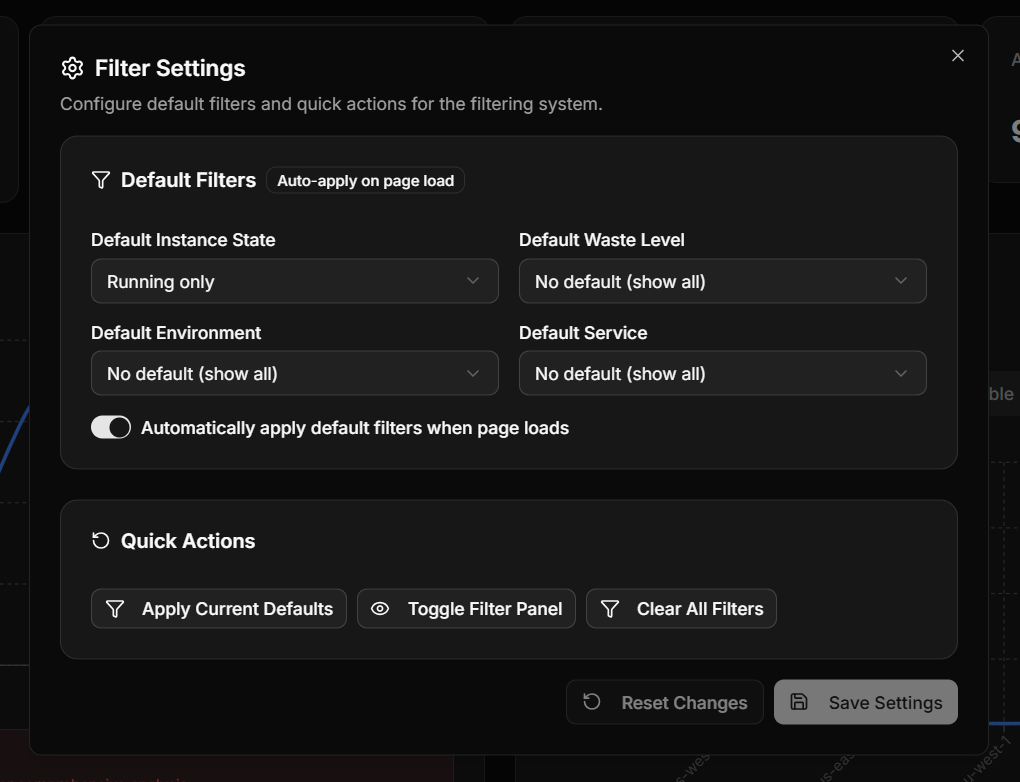 Filter Settings
Configure default filters and quick actions for the filtering system.
Default Filters
Auto-apply on page load
Default Instance State
Default Waste Level
Running only
No default (show all)
Default Environment
Default Service
No default (show all)
No default (show all)
Automatically apply default filters when page loads
Quick Actions
Apply Current Defaults
Toggle Filter Panel
Clear All Filters
Reset Changes
Save Settings